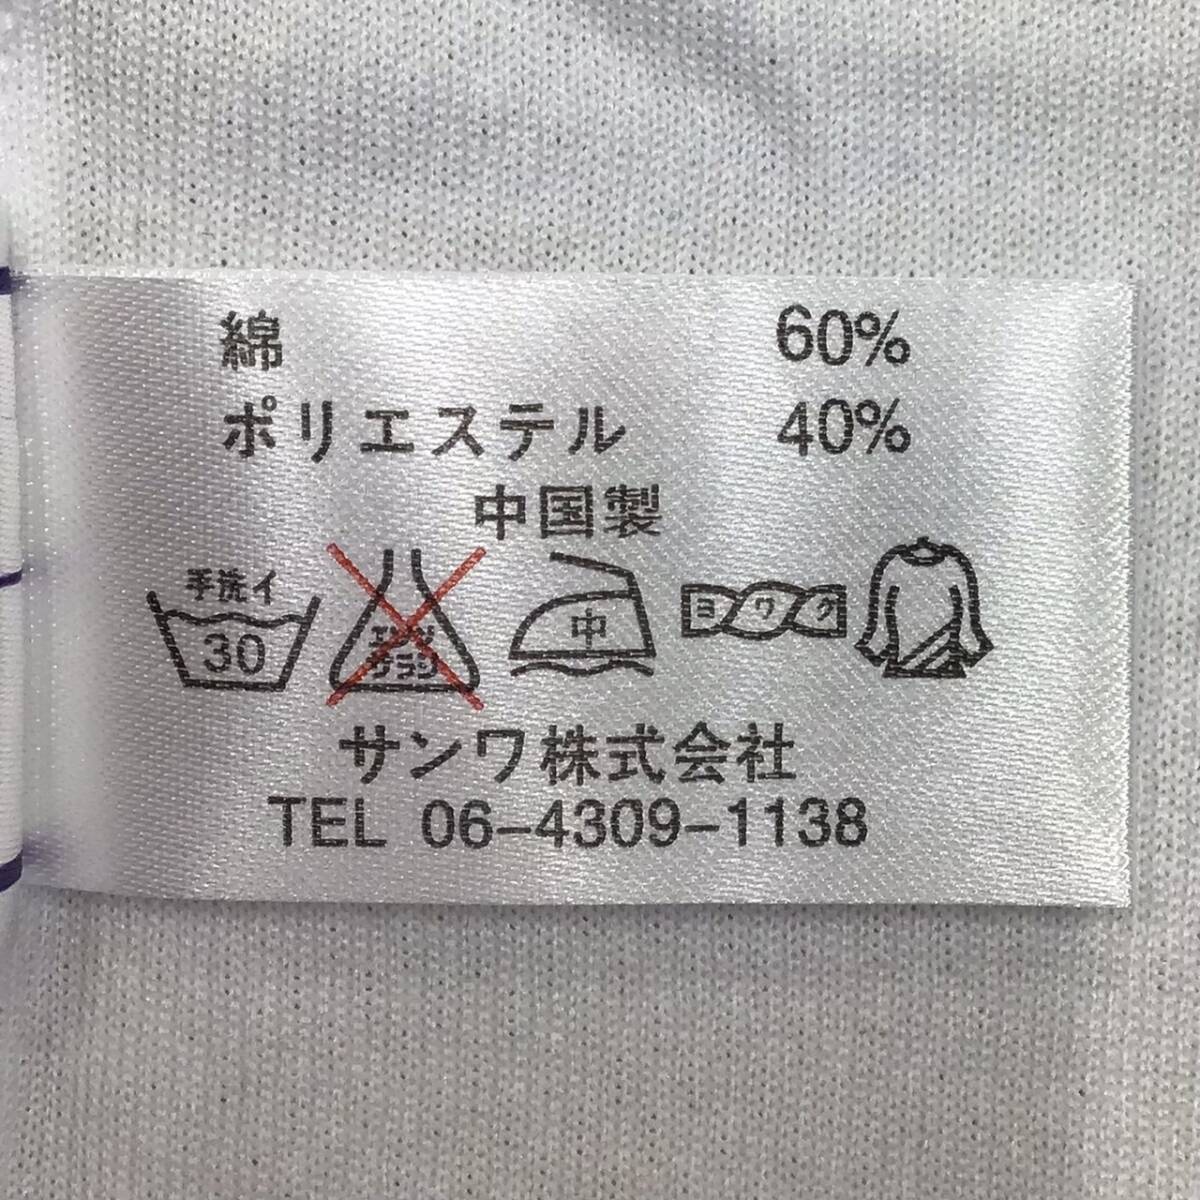 綿 60%
ポリエステル 40%
中国製
手洗イ 30 エンソサラシ 中 ヨワク
サンワ株式会社
TEL 06-4309-1138